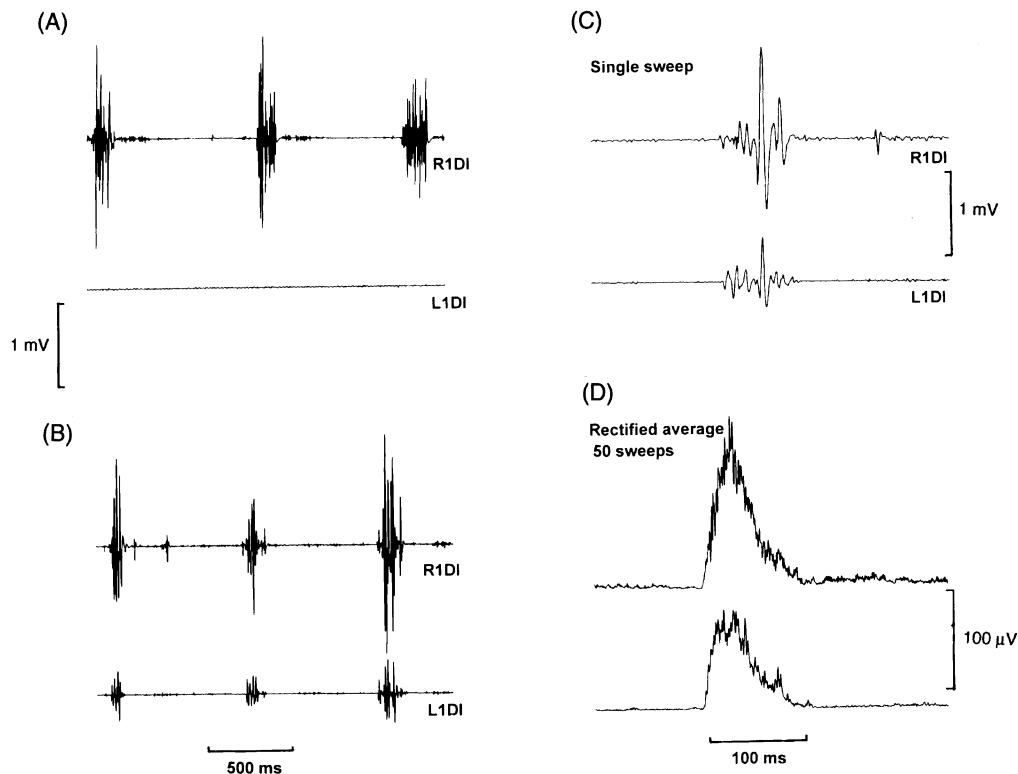 (A)
R1DI
L1DI
1 mV
(B)
R1DI
L1DI
500 ms
(C)
Single sweep
R1DI
1 mV
L1DI
(D)
Rectified average
50 sweeps
100 μV
100 ms